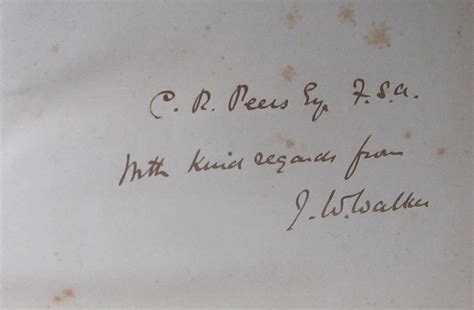 C. R. Peers Esq. F.S.A.
With kind regards from
J. W. Walker